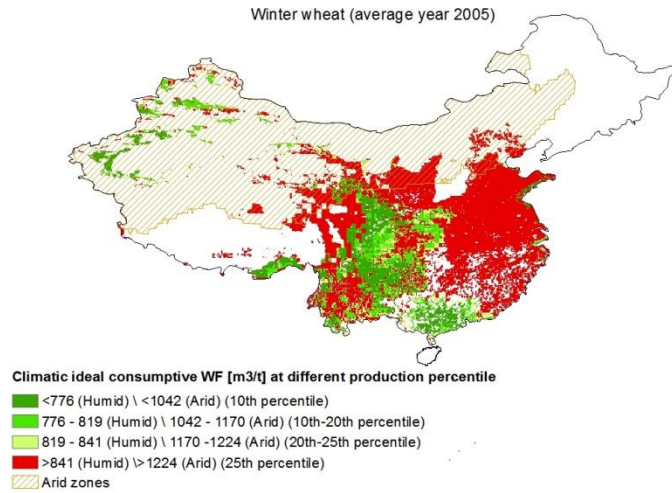 Winter wheat (average year 2005)
Climatic ideal consumptive WF [m3/t] at different production percentile
<776 (Humid) \ <1042 (Arid) (10th percentile)
776 - 819 (Humid) \ 1042 - 1170 (Arid) (10th-20th percentile)
819 - 841 (Humid) \ 1170 -1224 (Arid) (20th-25th percentile)
>841 (Humid) \> 1224 (Arid) (25th percentile)
Arid zones